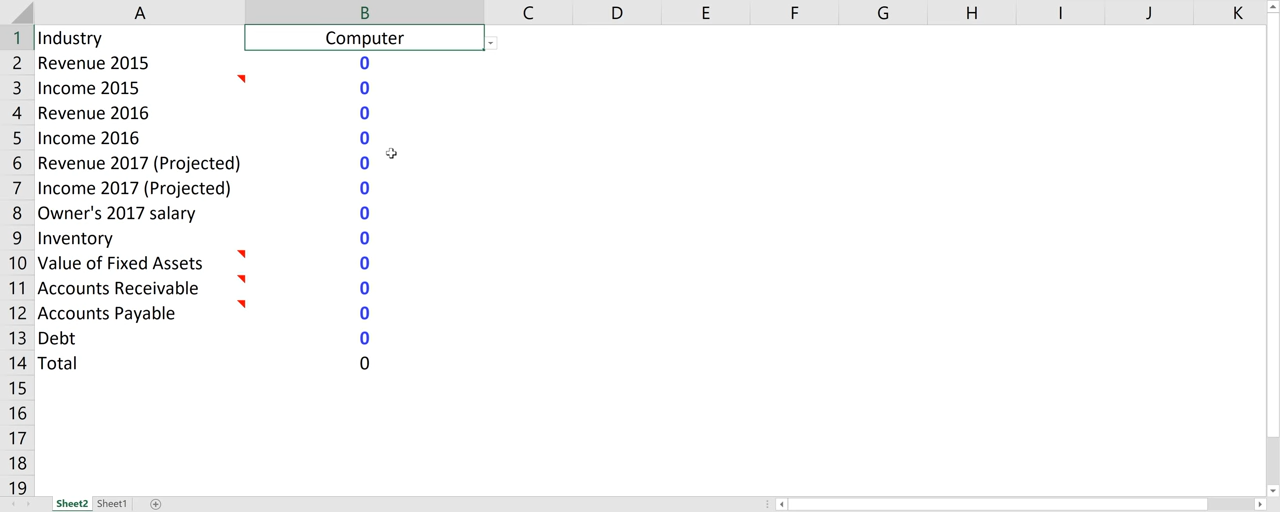 A B C D E F G H I J K
1 Industry Computer
2 Revenue 2015 0
3 Income 2015 0
4 Revenue 2016 0
5 Income 2016 0
6 Revenue 2017 (Projected) 0
7 Income 2017 (Projected) 0
8 Owner's 2017 salary 0
9 Inventory 0
10 Value of Fixed Assets 0
11 Accounts Receivable 0
12 Accounts Payable 0
13 Debt 0
14 Total 0
15
16
17
18
19
Sheet2 Sheet1